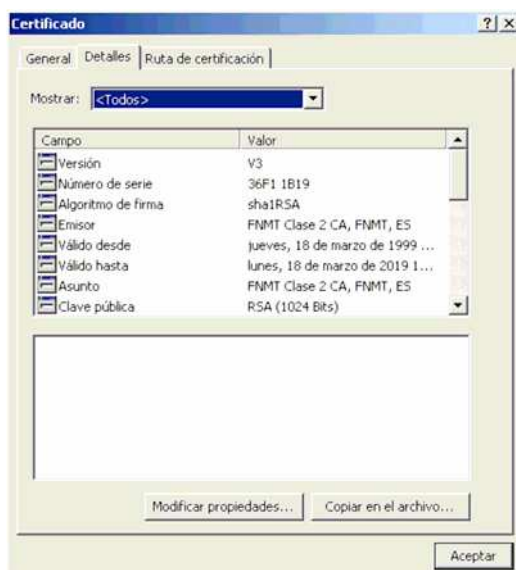 Certificado
General Detalles Ruta de certificación
Mostrar: <Todos>
Campo Valor
Versión V3
Número de serie 36F1 1B19
Algoritmo de firma sha1RSA
Emisor FNMT Clase 2 CA, FNMT, ES
Válido desde jueves, 18 de marzo de 1999 ...
Válido hasta lunes, 18 de marzo de 2019 1...
Asunto FNMT Clase 2 CA, FNMT, ES
Clave pública RSA (1024 Bits)
Modificar propiedades... Copiar en el archivo...
Aceptar